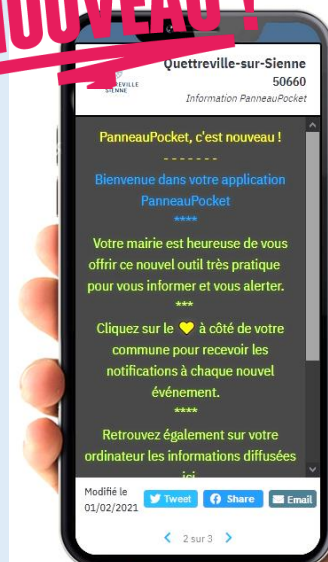 NOUVEAU !
Quettreville-sur-Sienne
50660
Information PanneauPocket
PanneauPocket, c'est nouveau !
-------
Bienvenue dans votre application
PanneauPocket
****
Votre mairie est heureuse de vous
offrir ce nouvel outil très pratique
pour vous informer et vous alerter.
***
Cliquez sur le 💛 à côté de votre
commune pour recevoir les
notifications à chaque nouvel
événement.
****
Retrouvez également sur votre
ordinateur les informations diffusées
ici
Modifié le
01/02/2021
Tweet
Share
Email
2 sur 3